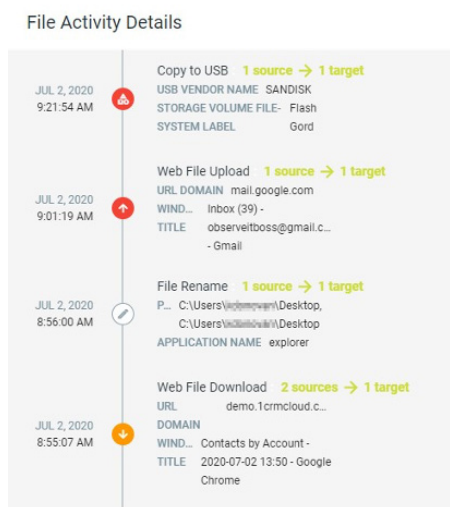 File Activity Details
Copy to USB 1 source → 1 target
JUL 2, 2020
9:21:54 AM
USB VENDOR NAME SANDISK
STORAGE VOLUME FILE- Flash
SYSTEM LABEL Gord
Web File Upload 1 source → 1 target
JUL 2, 2020
9:01:19 AM
URL DOMAIN mail.google.com
WIND... Inbox (39) -
TITLE observeitboss@gmail.c...
- Gmail
File Rename 1 source → 1 target
JUL 2, 2020
8:56:00 AM
P... C:\Users\ \Desktop,
C:\Users\ \Desktop
APPLICATION NAME explorer
Web File Download 2 sources → 1 target
JUL 2, 2020
8:55:07 AM
URL demo.1crmcloud.c...
DOMAIN
WIND... Contacts by Account -
TITLE 2020-07-02 13:50 - Google
Chrome